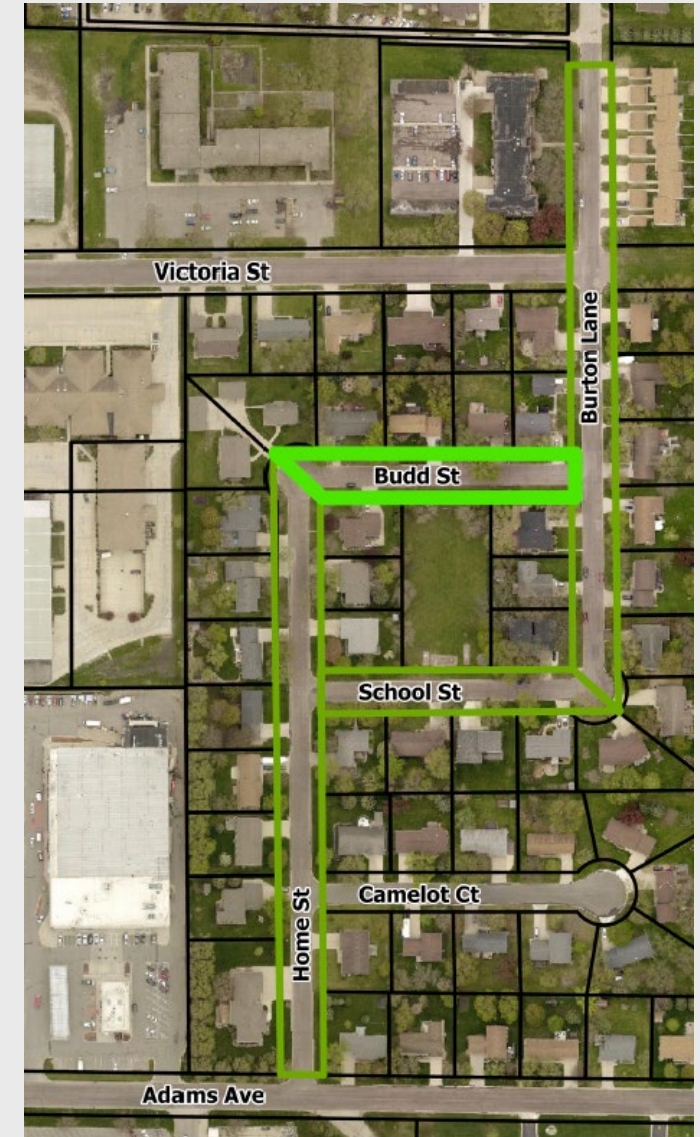 Victoria St
Burton Lane
Budd St
School St
Camelot Ct
Home St
Adams Ave